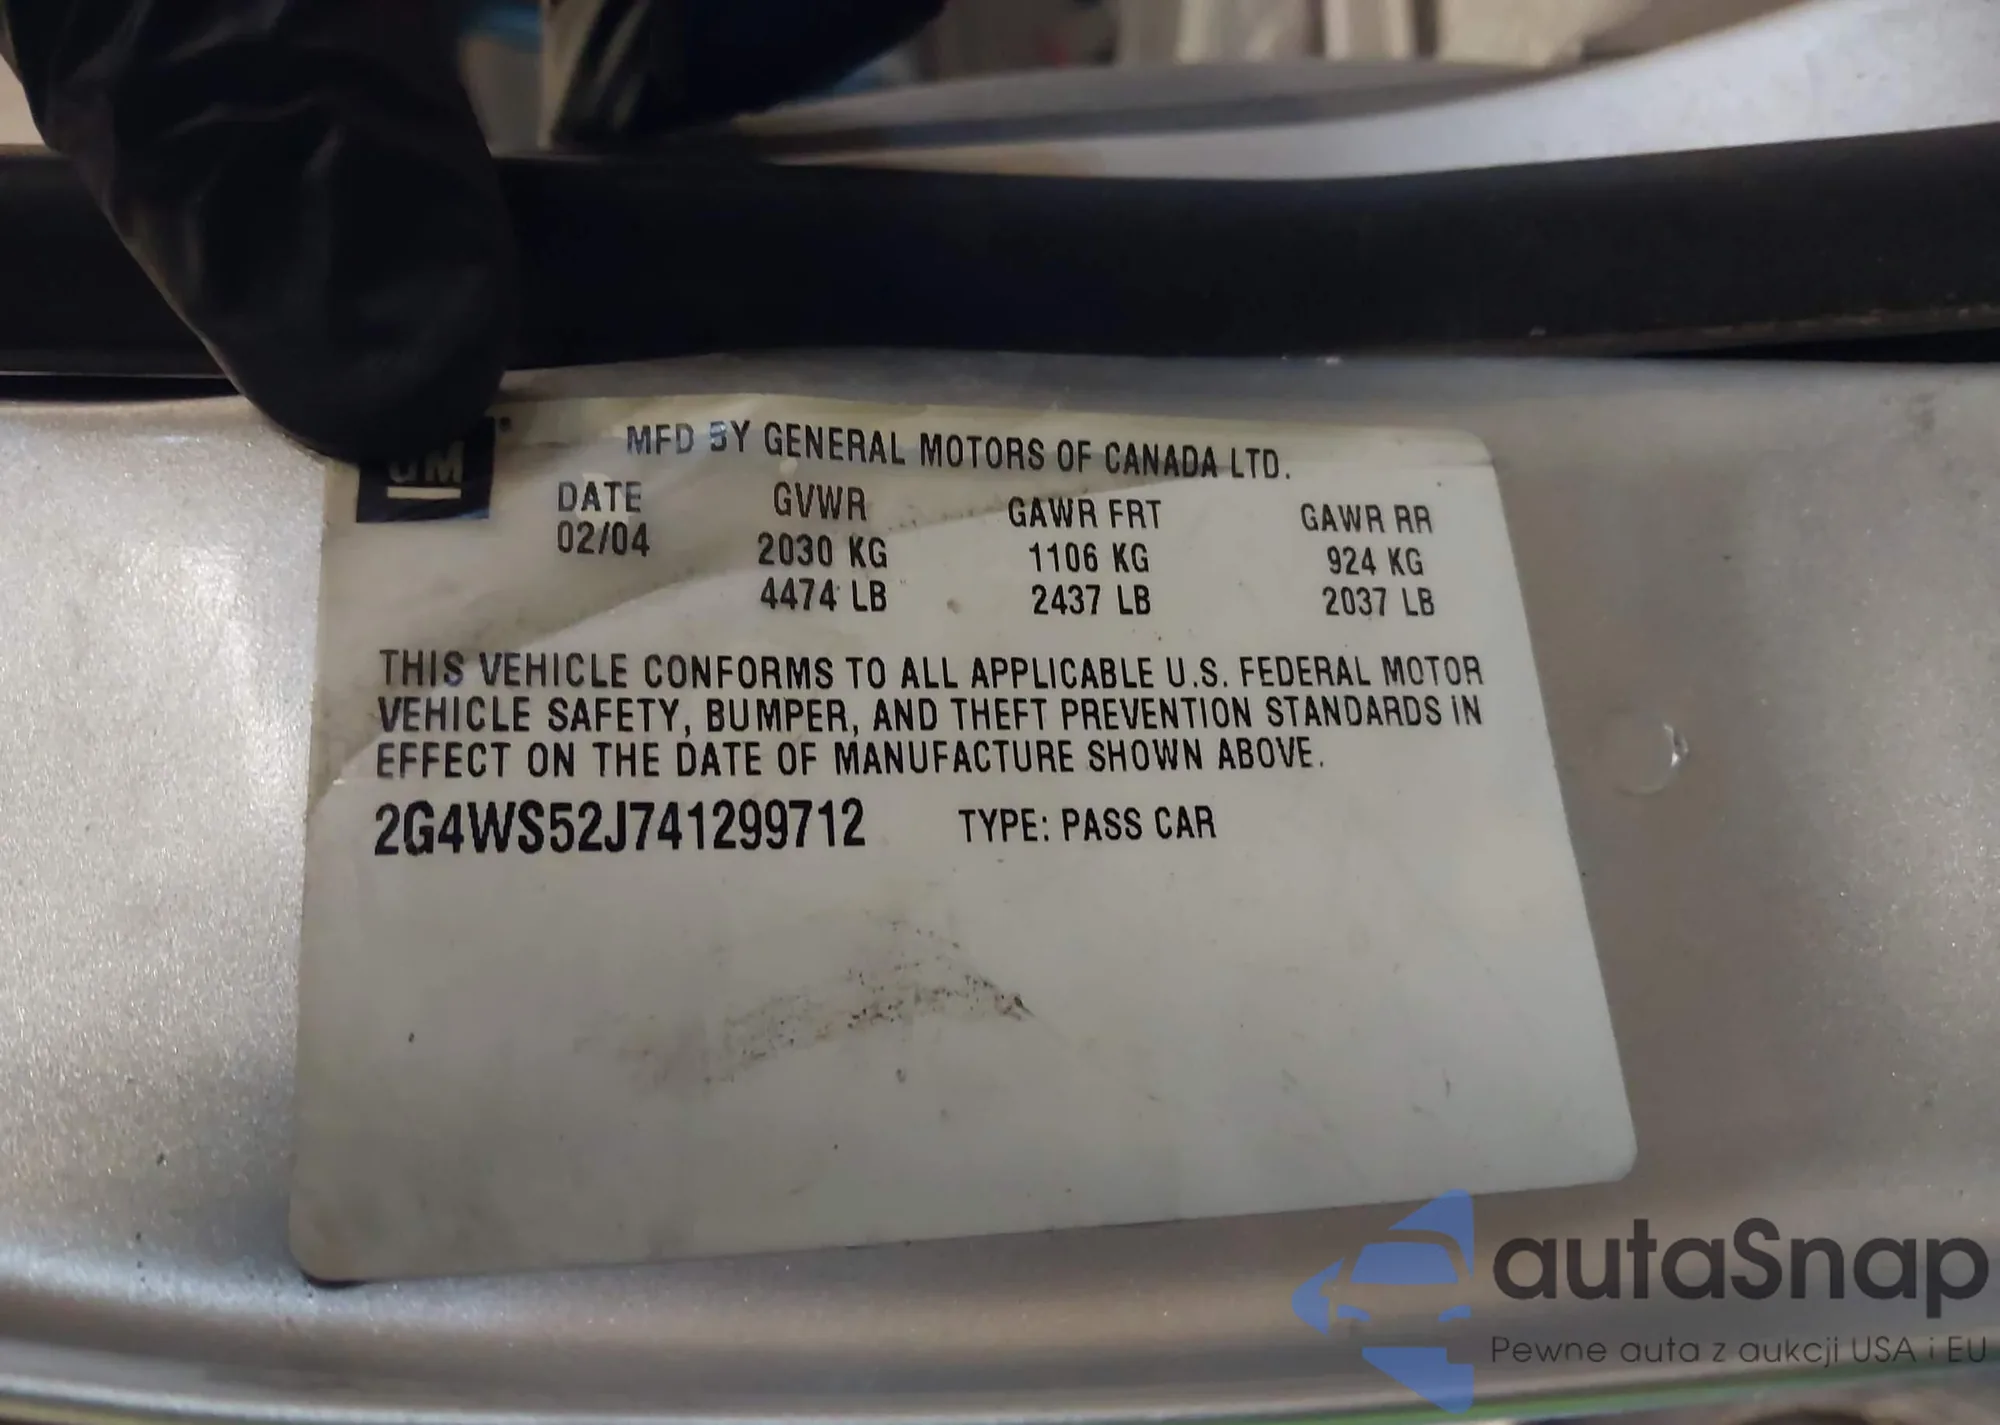 GM
MFD BY GENERAL MOTORS OF CANADA LTD.
DATE GVWR GAWR FRT GAWR RR
02/04 2030 KG 1106 KG 924 KG
4474 LB 2437 LB 2037 LB
THIS VEHICLE CONFORMS TO ALL APPLICABLE U.S. FEDERAL MOTOR
VEHICLE SAFETY, BUMPER, AND THEFT PREVENTION STANDARDS IN
EFFECT ON THE DATE OF MANUFACTURE SHOWN ABOVE.
2G4WS52J741299712 TYPE: PASS CAR
autaSnap
Pewne auta z aukcji USA i EU